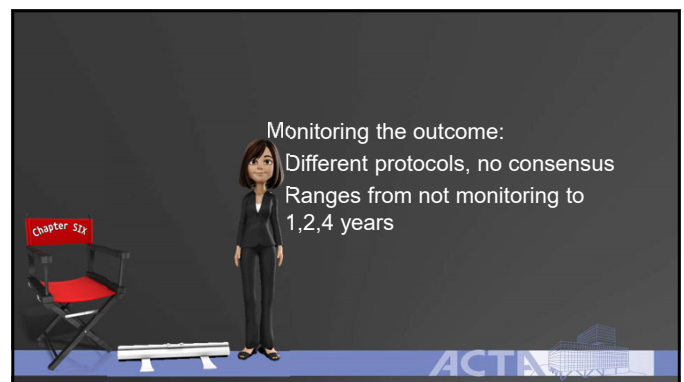 Monitoring the outcome:
Different protocols, no consensus
Ranges from not monitoring to
1,2,4 years
Chapter SIX
ACTA